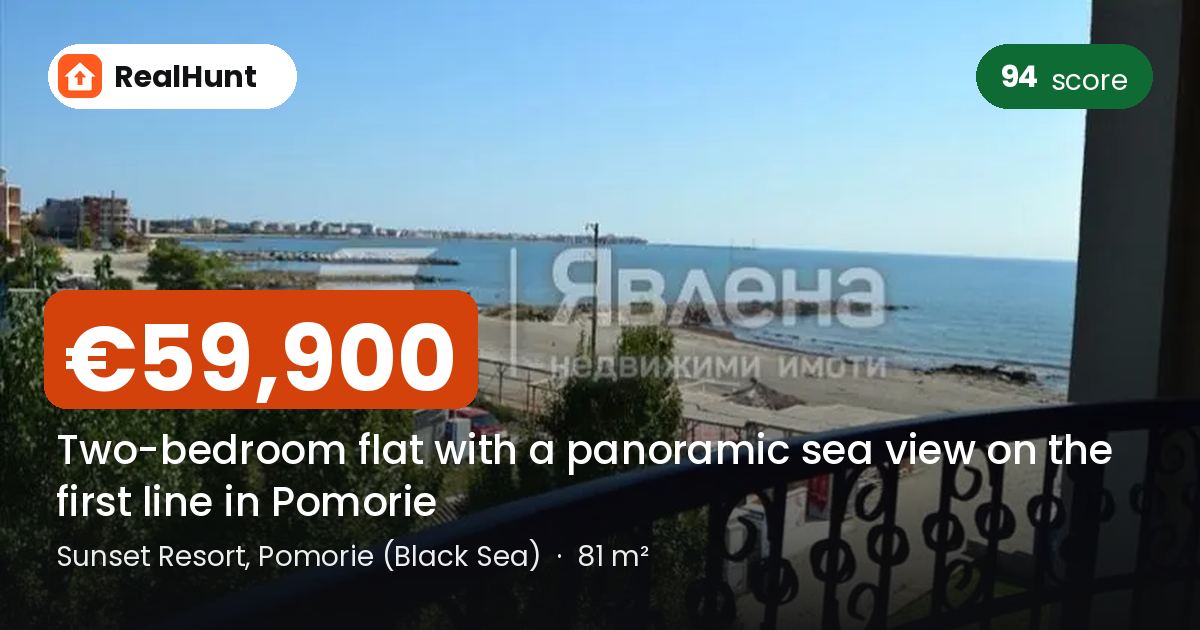 RealHunt
94 score
Явлена
недвижими имоти
€59,900
Two-bedroom flat with a panoramic sea view on the
first line in Pomorie
Sunset Resort, Pomorie (Black Sea) · 81 m²